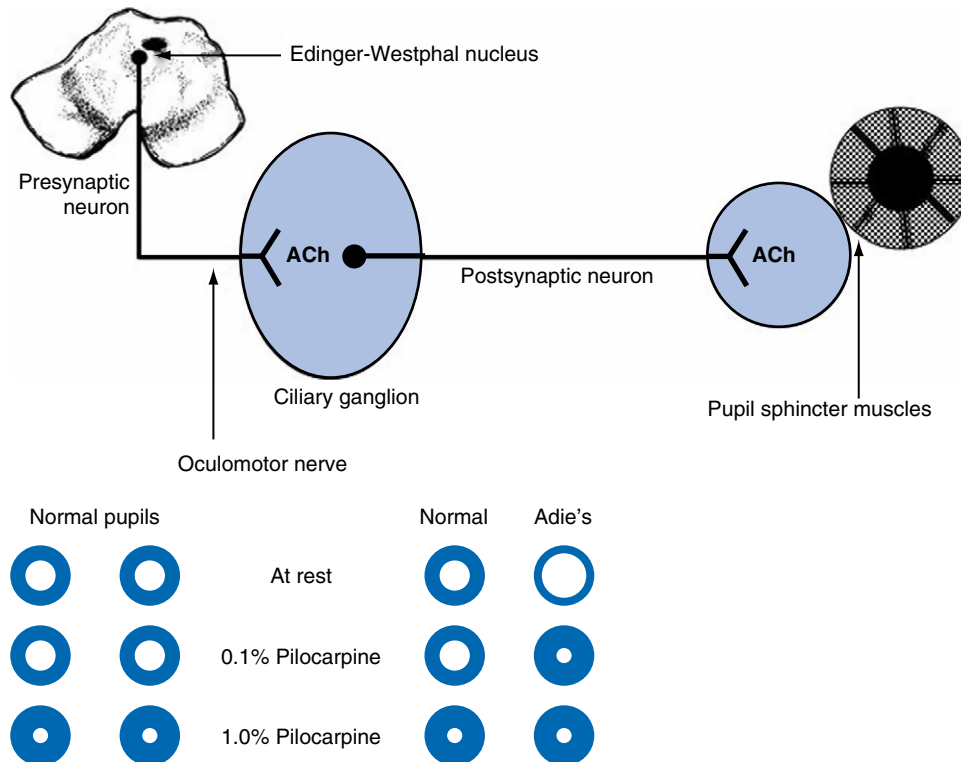 Edinger-Westphal nucleus
Presynaptic
neuron
ACh
ACh
Postsynaptic neuron
Ciliary ganglion
Pupil sphincter muscles
Oculomotor nerve
Normal pupils
Normal
Adie's
At rest
0.1% Pilocarpine
1.0% Pilocarpine